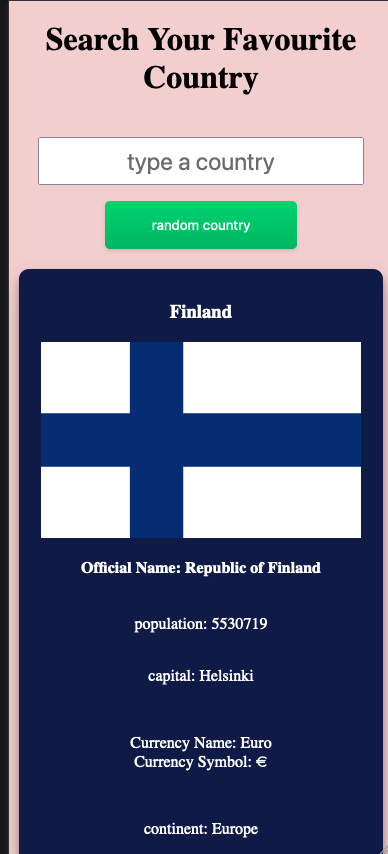 Search Your Favourite
Country
type a country
random country
Finland
Official Name: Republic of Finland
population: 5530719
capital: Helsinki
Currency Name: Euro
Currency Symbol: €
continent: Europe